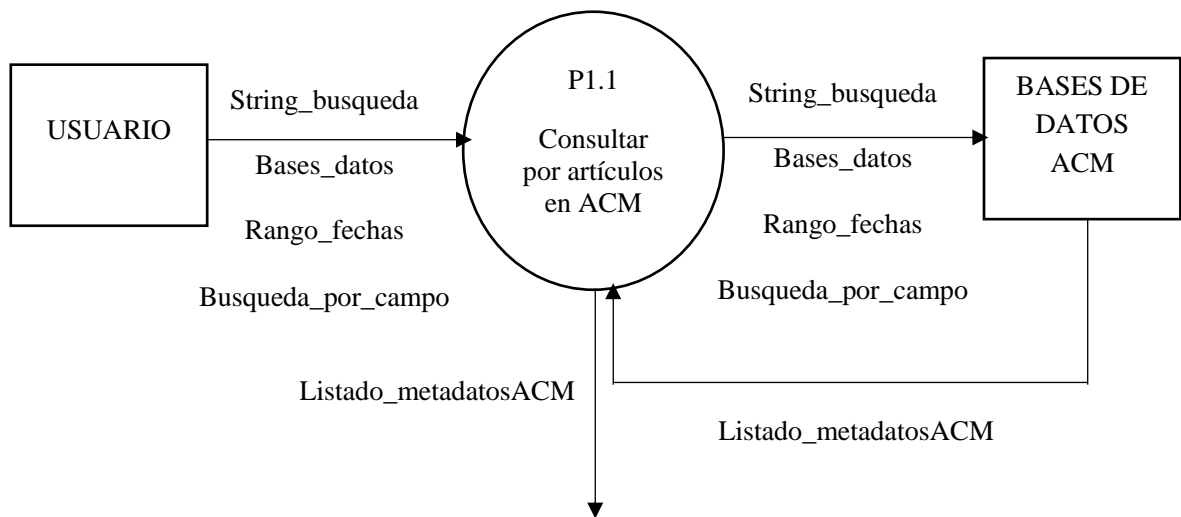 USUARIO
String_busqueda
Bases_datos
Rango_fechas
Busqueda_por_campo
P1.1
Consultar
por artículos
en ACM
String_busqueda
Bases_datos
Rango_fechas
Busqueda_por_campo
BASES DE
DATOS
ACM
Listado_metadatosACM
Listado_metadatosACM